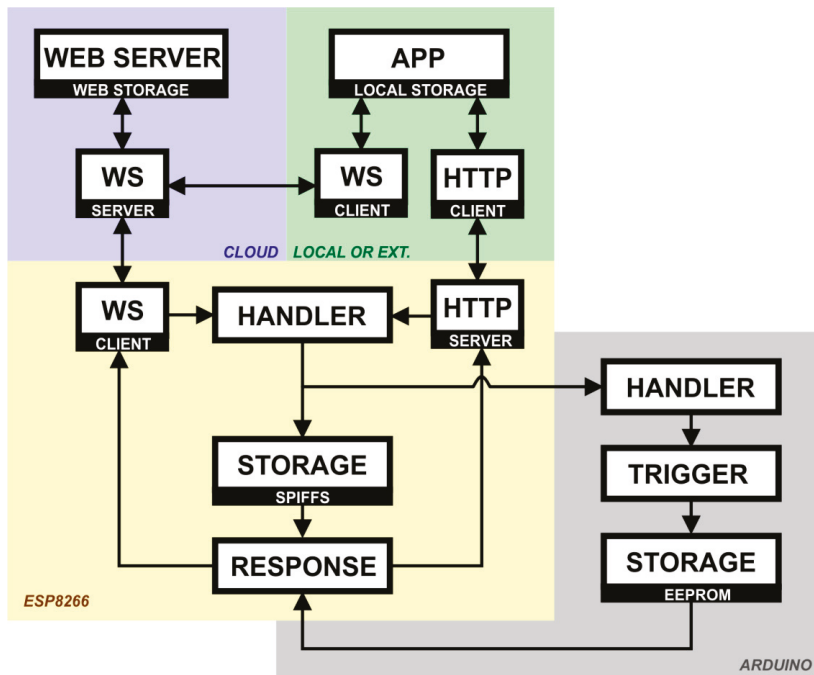 WEB SERVER
WEB STORAGE
APP
LOCAL STORAGE
WS
SERVER
WS
CLIENT
HTTP
CLIENT
CLOUD
LOCAL OR EXT.
WS
CLIENT
HANDLER
HTTP
SERVER
HANDLER
STORAGE
SPIFFS
TRIGGER
RESPONSE
STORAGE
EEPROM
ESP8266
ARDUINO